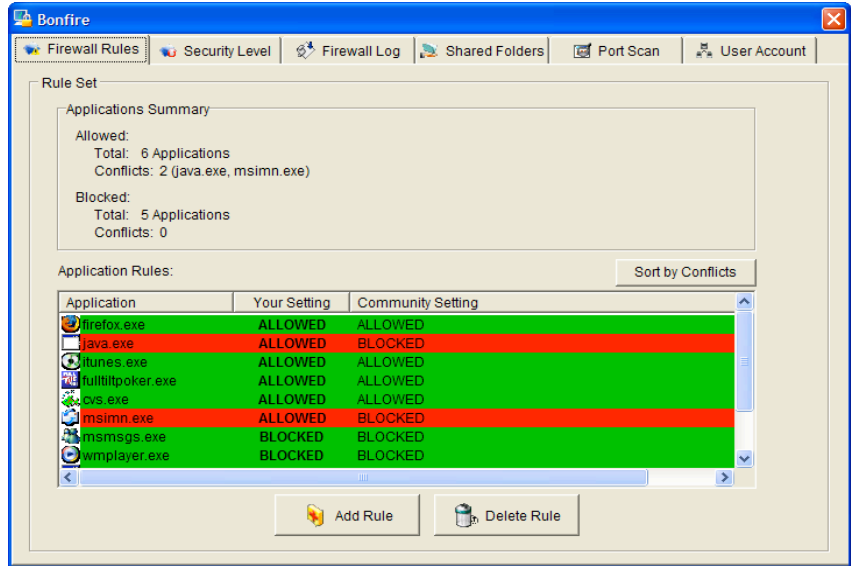 Bonfire
Firewall Rules Security Level Firewall Log Shared Folders Port Scan User Account
Rule Set
Applications Summary
Allowed:
Total: 6 Applications
Conflicts: 2 (java.exe, msimn.exe)
Blocked:
Total: 5 Applications
Conflicts: 0
Application Rules: Sort by Conflicts
Application Your Setting Community Setting
firefox.exe ALLOWED ALLOWED
java.exe ALLOWED BLOCKED
itunes.exe ALLOWED ALLOWED
fulltiltpoker.exe ALLOWED ALLOWED
cvs.exe ALLOWED ALLOWED
msimn.exe ALLOWED BLOCKED
msmsgs.exe BLOCKED BLOCKED
wmplayer.exe BLOCKED BLOCKED
Add Rule Delete Rule